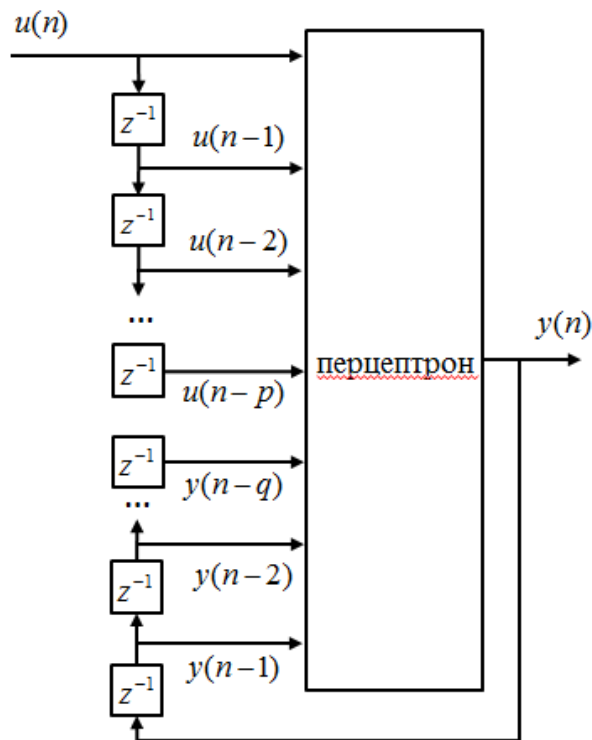 u(n)
z⁻¹
u(n−1)
z⁻¹
u(n−2)
...
y(n)
z⁻¹
перцептрон
u(n−p)
z⁻¹
y(n−q)
...
z⁻¹
y(n−2)
y(n−1)
z⁻¹